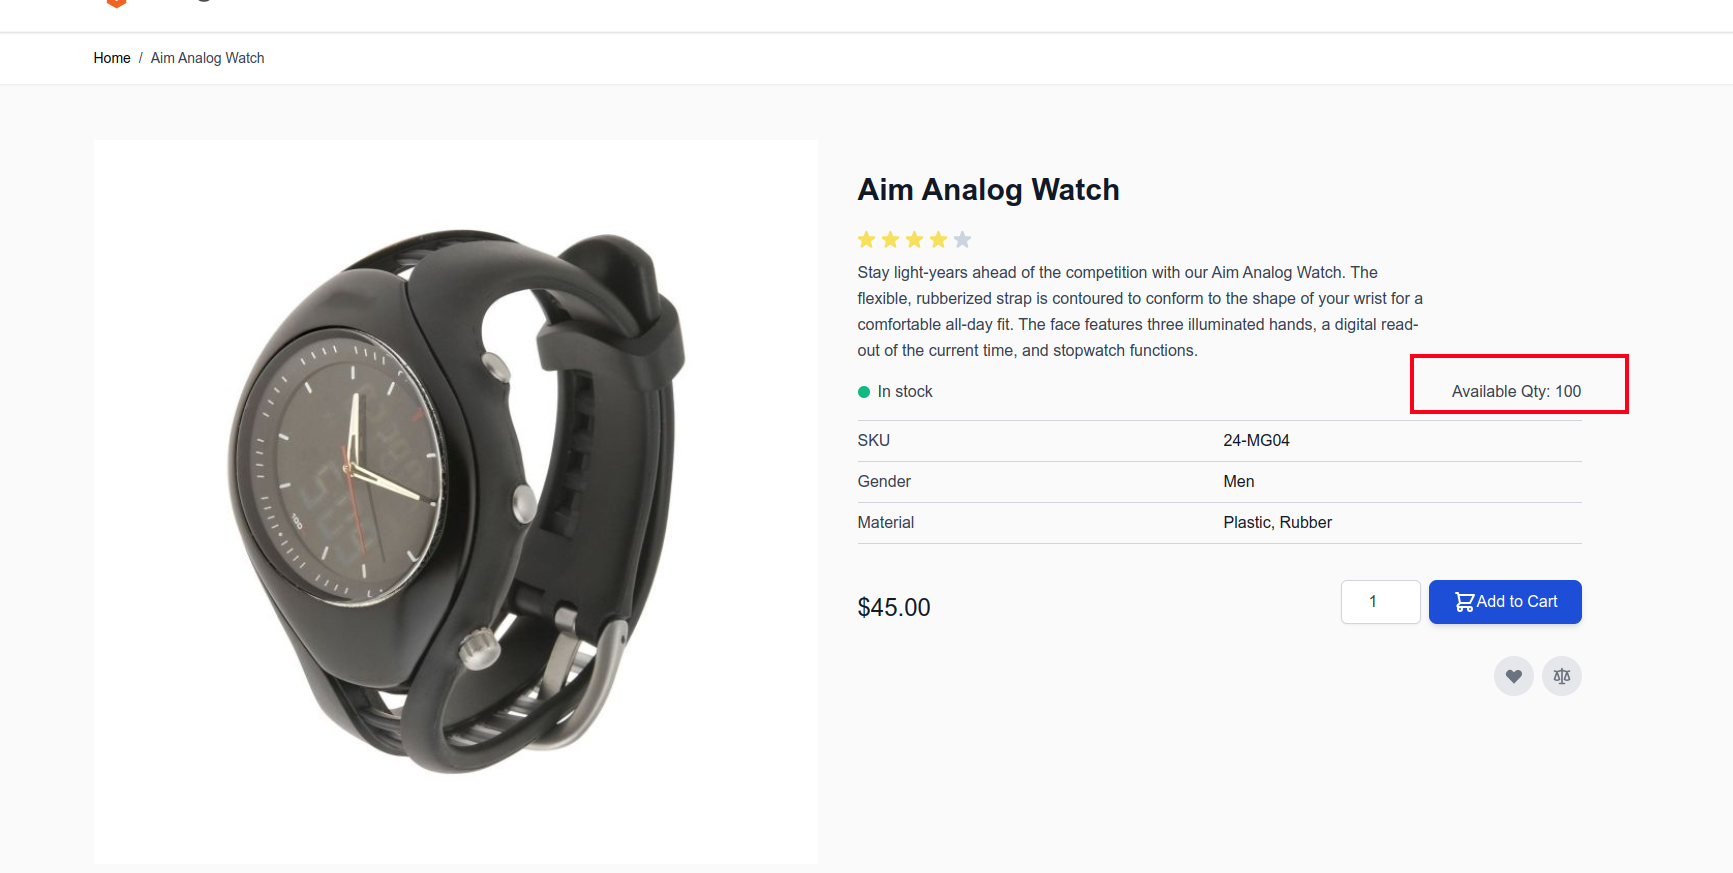 Home / Aim Analog Watch
Aim Analog Watch
Stay light-years ahead of the competition with our Aim Analog Watch. The
flexible, rubberized strap is contoured to conform to the shape of your wrist for a
comfortable all-day fit. The face features three illuminated hands, a digital read-
out of the current time, and stopwatch functions.
In stock
Available Qty: 100
SKU 24-MG04
Gender Men
Material Plastic, Rubber
$45.00
1
Add to Cart
100